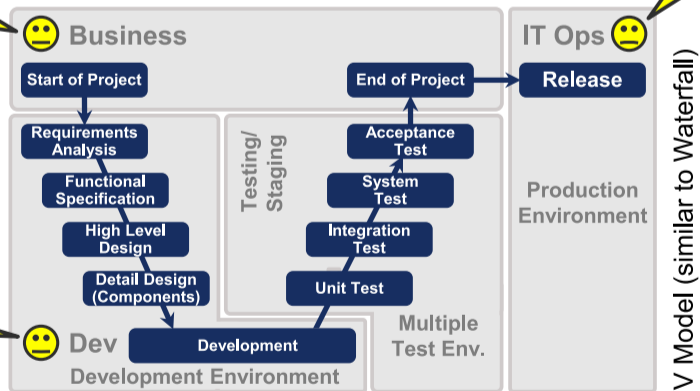 Business
IT Ops
Start of Project
End of Project
Release
Requirements
Analysis
Acceptance
Test
Testing/
Staging
Functional
Specification
System
Test
Production
Environment
High Level
Design
Integration
Test
Detail Design
(Components)
Unit Test
Multiple
Test Env.
Dev
Development
Development Environment
V Model (similar to Waterfall)